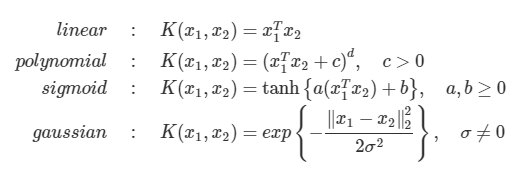 linear : K(x₁, x₂) = x₁ᵀx₂
polynomial : K(x₁, x₂) = (x₁ᵀx₂ + c)ᵈ, c > 0
sigmoid : K(x₁, x₂) = tanh {a(x₁ᵀx₂) + b}, a, b ≥ 0
gaussian : K(x₁, x₂) = exp{−‖x₁ − x₂‖₂² / 2σ²}, σ ≠ 0